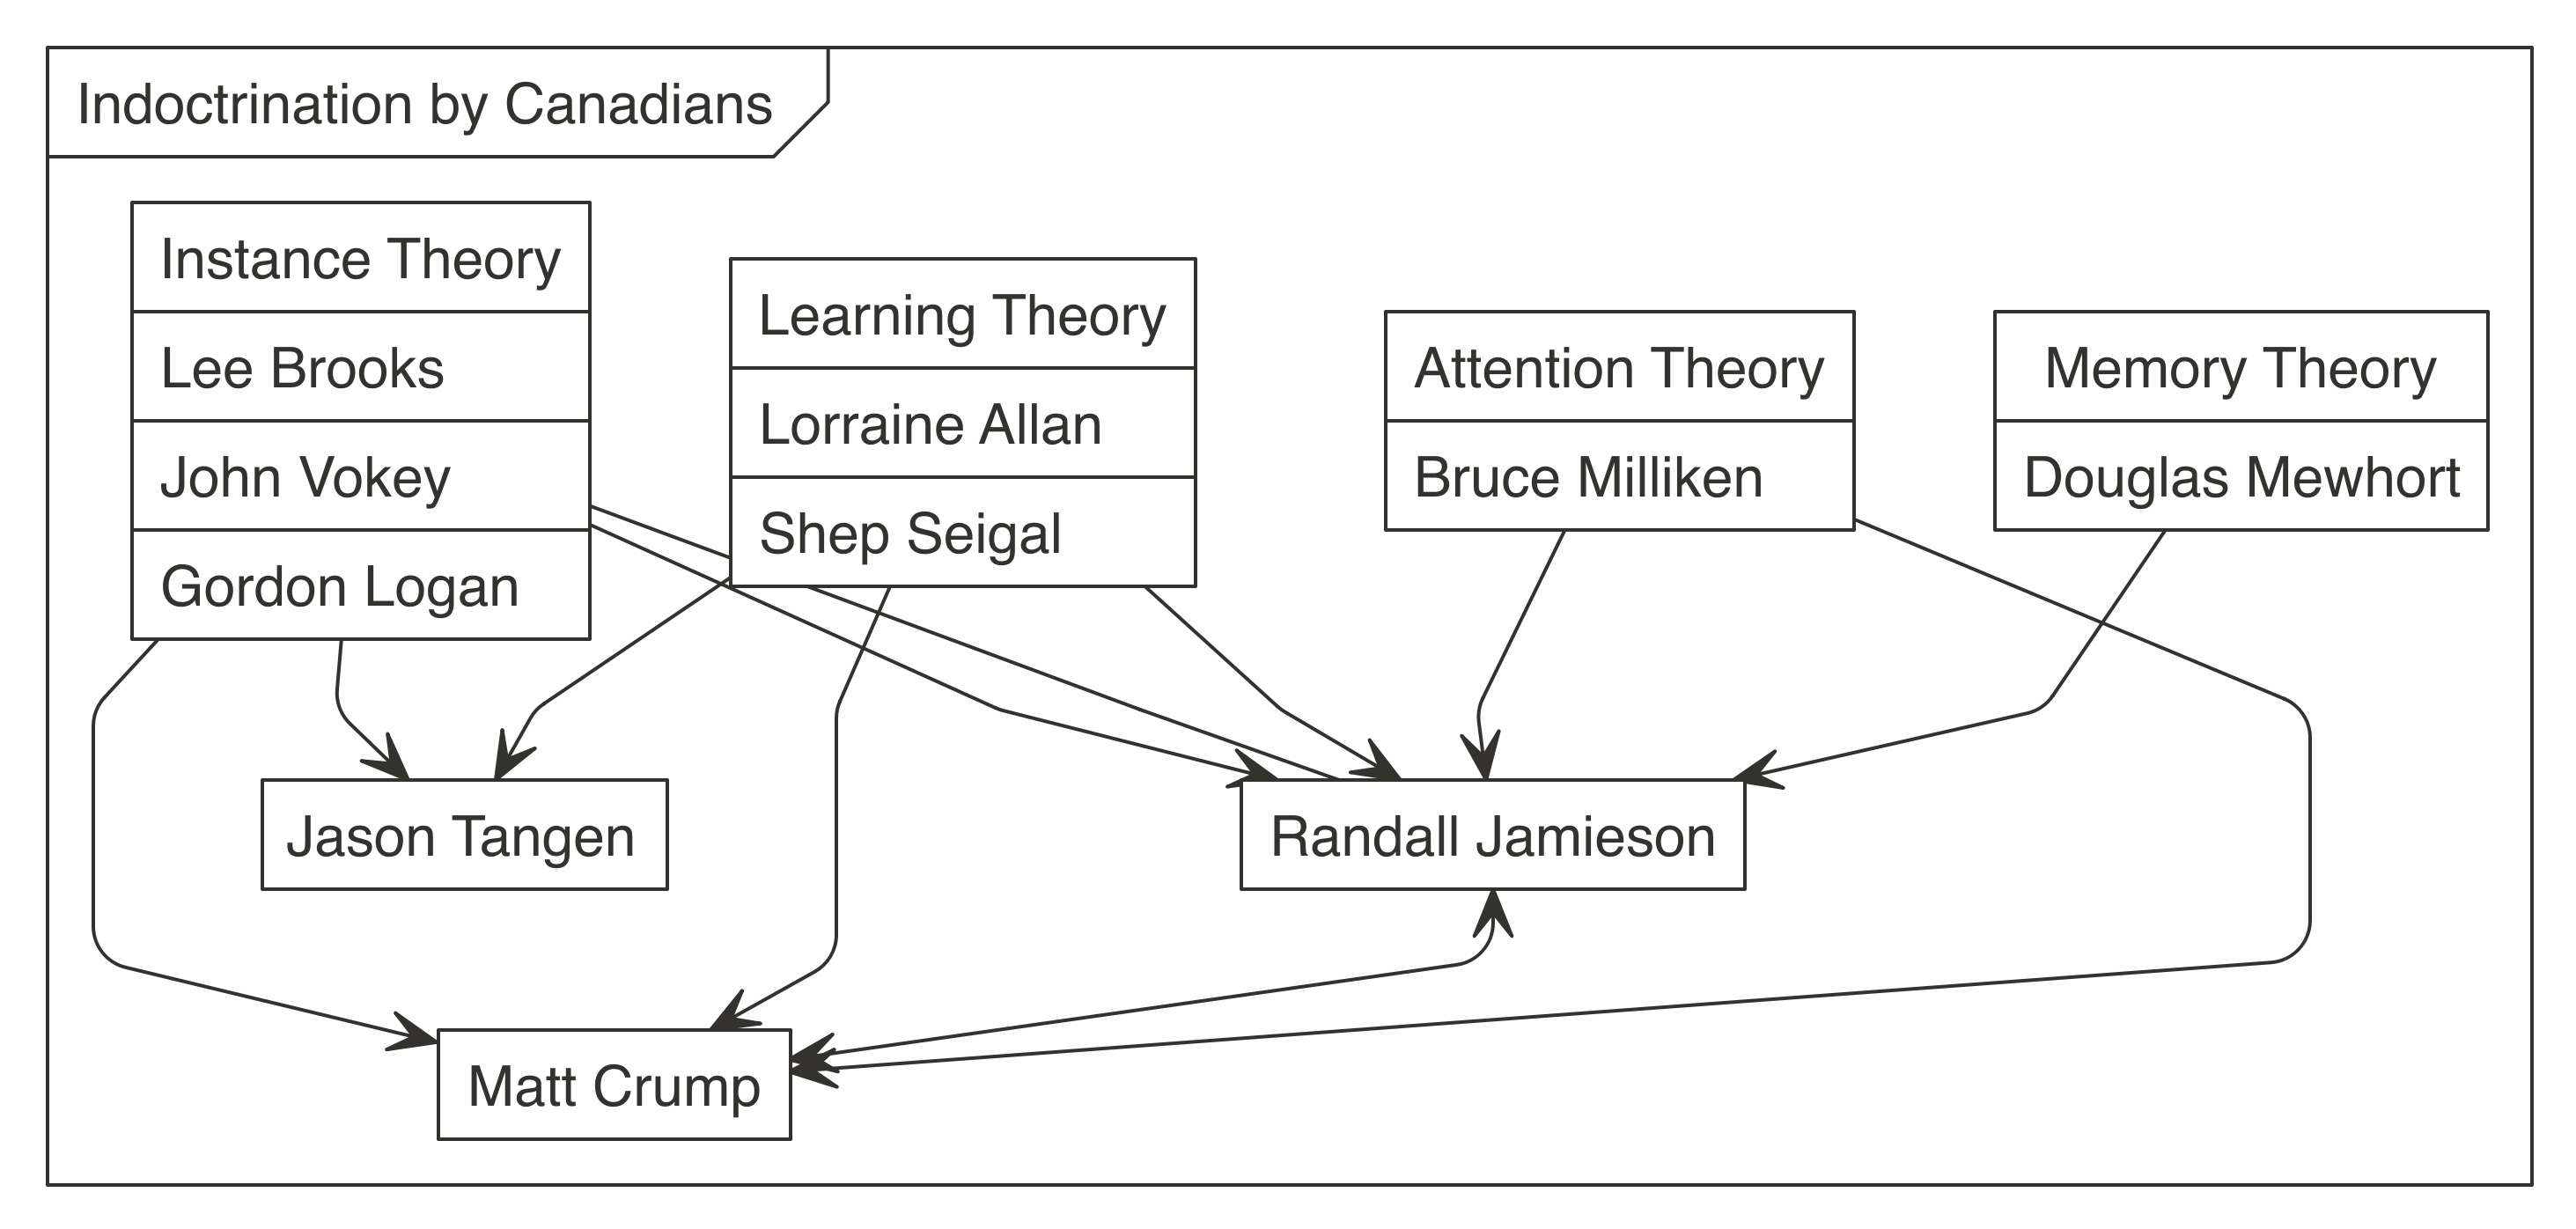 Indoctrination by Canadians
Instance Theory
Lee Brooks
John Vokey
Gordon Logan
Learning Theory
Lorraine Allan
Shep Seigal
Attention Theory
Bruce Milliken
Memory Theory
Douglas Mewhort
Jason Tangen
Randall Jamieson
Matt Crump